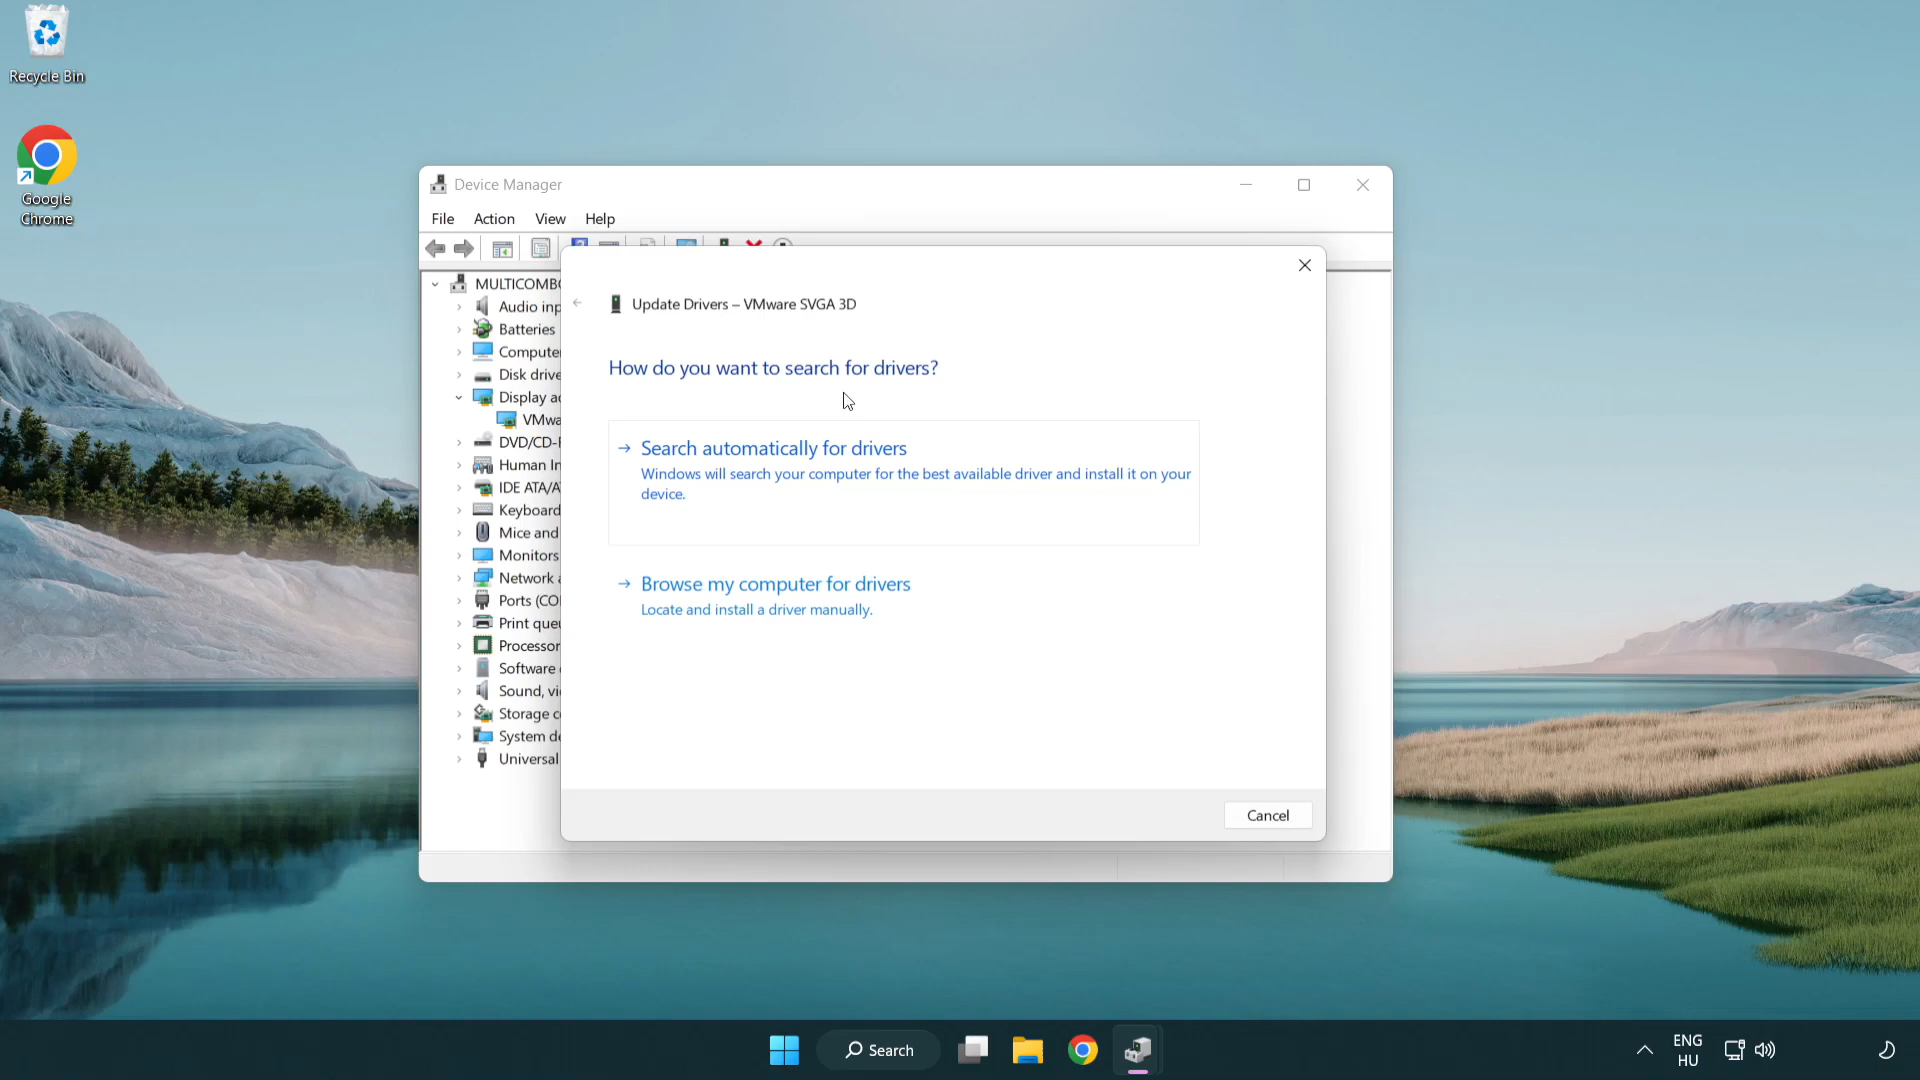 Recycle Bin
Google
Chrome
Device Manager
File Action View Help
MULTICOMBO
Audio inp
Batteries
Computer
Disk drive
Display ad
VMwa
DVD/CD-R
Human In
IDE ATA/A
Keyboard
Mice and
Monitors
Network a
Ports (CO
Print que
Processor
Software
Sound, vi
Storage c
System de
Universal
Update Drivers – VMware SVGA 3D
How do you want to search for drivers?
Search automatically for drivers
Windows will search your computer for the best available driver and install it on your
device.
Browse my computer for drivers
Locate and install a driver manually.
Cancel
Search
ENG
HU